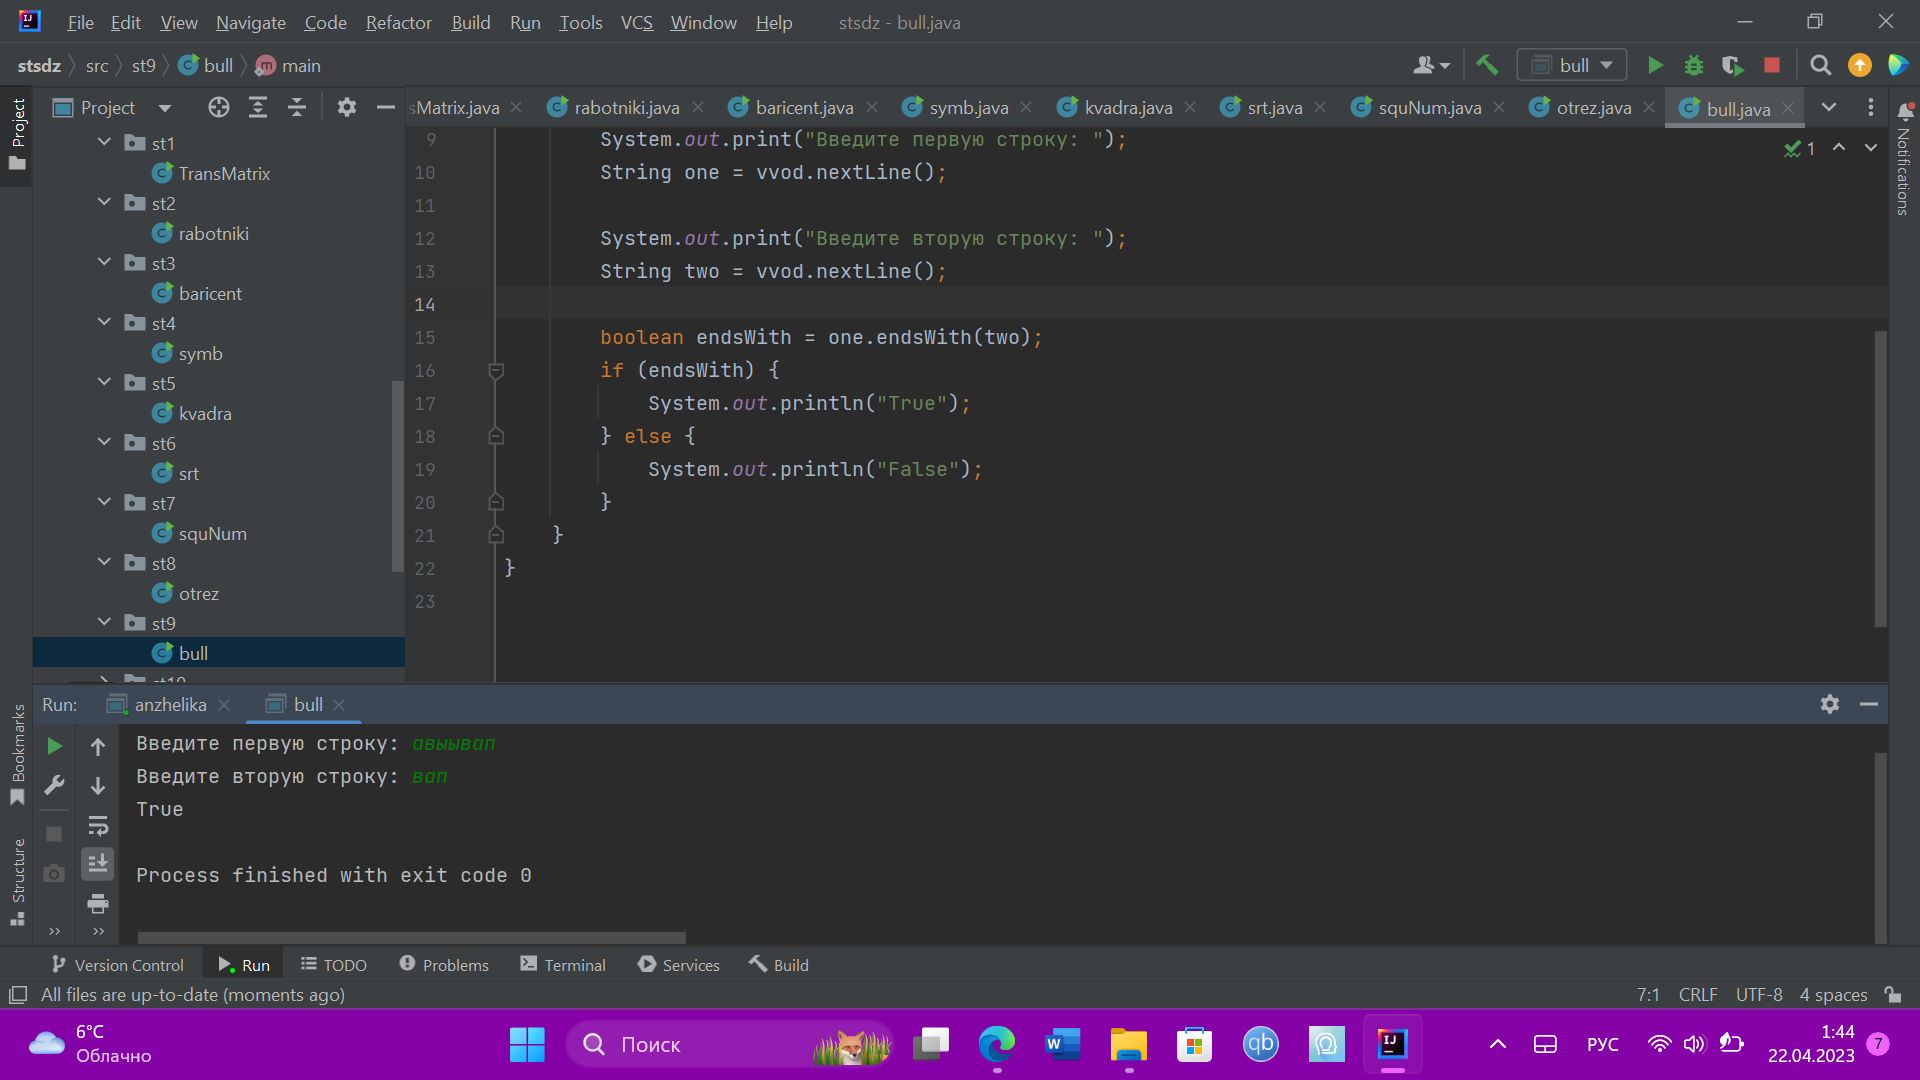 File Edit View Navigate Code Refactor Build Run Tools VCS Window Help stsdz - bull.java
stsdz src st9 bull main bull
Project
sMatrix.java rabotniki.java baricent.java symb.java kvadra.java srt.java squNum.java otrez.java bull.java
Project
Notifications
st1
TransMatrix
st2
rabotniki
st3
baricent
st4
symb
st5
kvadra
st6
srt
st7
squNum
st8
otrez
st9
bull
st10
1
9 System.out.print("Введите первую строку: ");
10 String one = vvod.nextLine();
11
12 System.out.print("Введите вторую строку: ");
13 String two = vvod.nextLine();
14
15 boolean endsWith = one.endsWith(two);
16 if (endsWith) {
17 System.out.println("True");
18 } else {
19 System.out.println("False");
20 }
21 }
22 }
23
Run: anzhelika bull
Bookmarks
Structure
Введите первую строку: авыывап
Введите вторую строку: вап
True
Process finished with exit code 0
Version Control Run TODO Problems Terminal Services Build
All files are up-to-date (moments ago) 7:1 CRLF UTF-8 4 spaces
6°C
Облачно
Поиск
РУС
1:44
22.04.2023
7